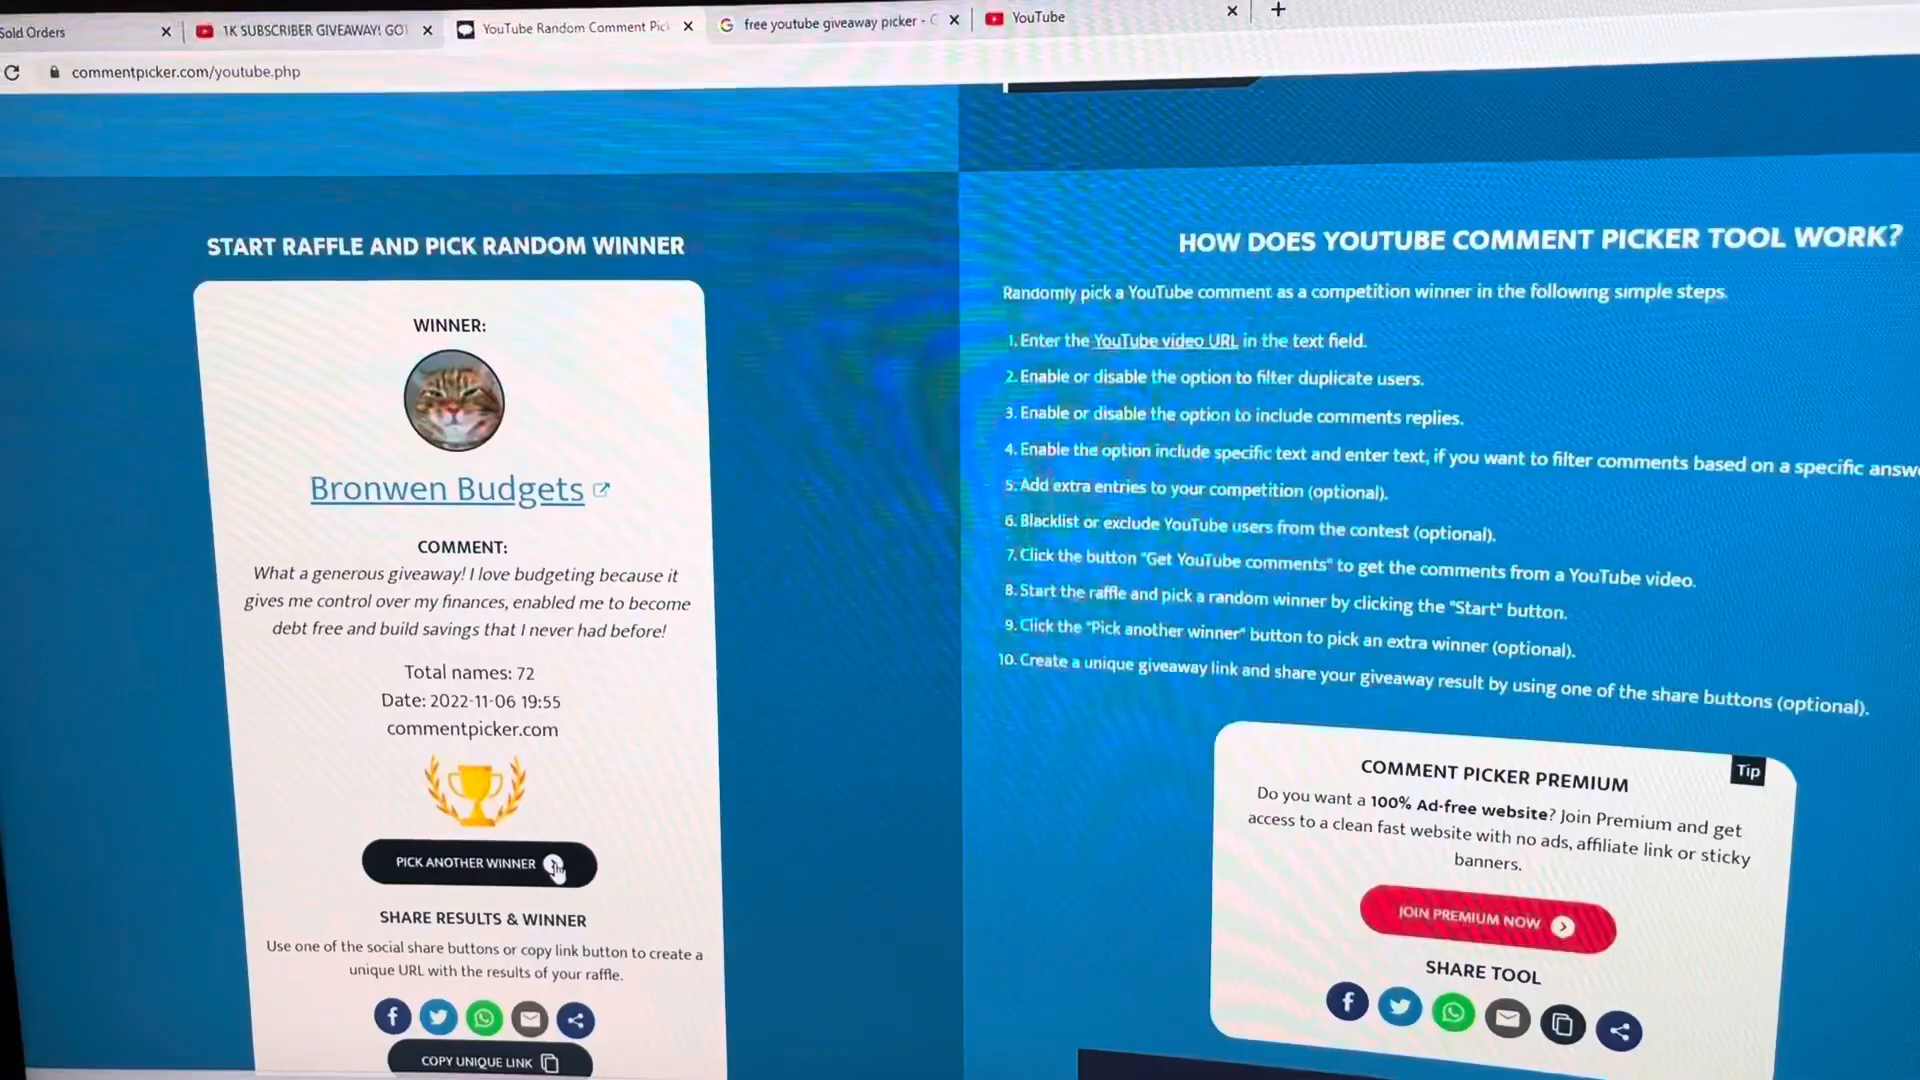 Sold Orders
1K SUBSCRIBER GIVEAWAY! GOT
YouTube Random Comment Pick
free youtube giveaway picker - G
YouTube
commentpicker.com/youtube.php
START RAFFLE AND PICK RANDOM WINNER
WINNER:
Bronwen Budgets
COMMENT:
What a generous giveaway! I love budgeting because it
gives me control over my finances, enabled me to become
debt free and build savings that I never had before!
Total names: 72
Date: 2022-11-06 19:55
commentpicker.com
PICK ANOTHER WINNER
SHARE RESULTS & WINNER
Use one of the social share buttons or copy link button to create a
unique URL with the results of your raffle.
COPY UNIQUE LINK
HOW DOES YOUTUBE COMMENT PICKER TOOL WORK?
Randomly pick a YouTube comment as a competition winner in the following simple steps.
1. Enter the YouTube video URL in the text field.
2. Enable or disable the option to filter duplicate users.
3. Enable or disable the option to include comments replies.
4. Enable the option include specific text and enter text, if you want to filter comments based on a specific answ
5. Add extra entries to your competition (optional).
6. Blacklist or exclude YouTube users from the contest (optional).
7. Click the button "Get YouTube comments" to get the comments from a YouTube video.
8. Start the raffle and pick a random winner by clicking the "Start" button.
9. Click the "Pick another winner" button to pick an extra winner (optional).
10. Create a unique giveaway link and share your giveaway result by using one of the share buttons (optional).
COMMENT PICKER PREMIUM
Tip
Do you want a 100% Ad-free website? Join Premium and get
access to a clean fast website with no ads, affiliate link or sticky
banners.
JOIN PREMIUM NOW
SHARE TOOL